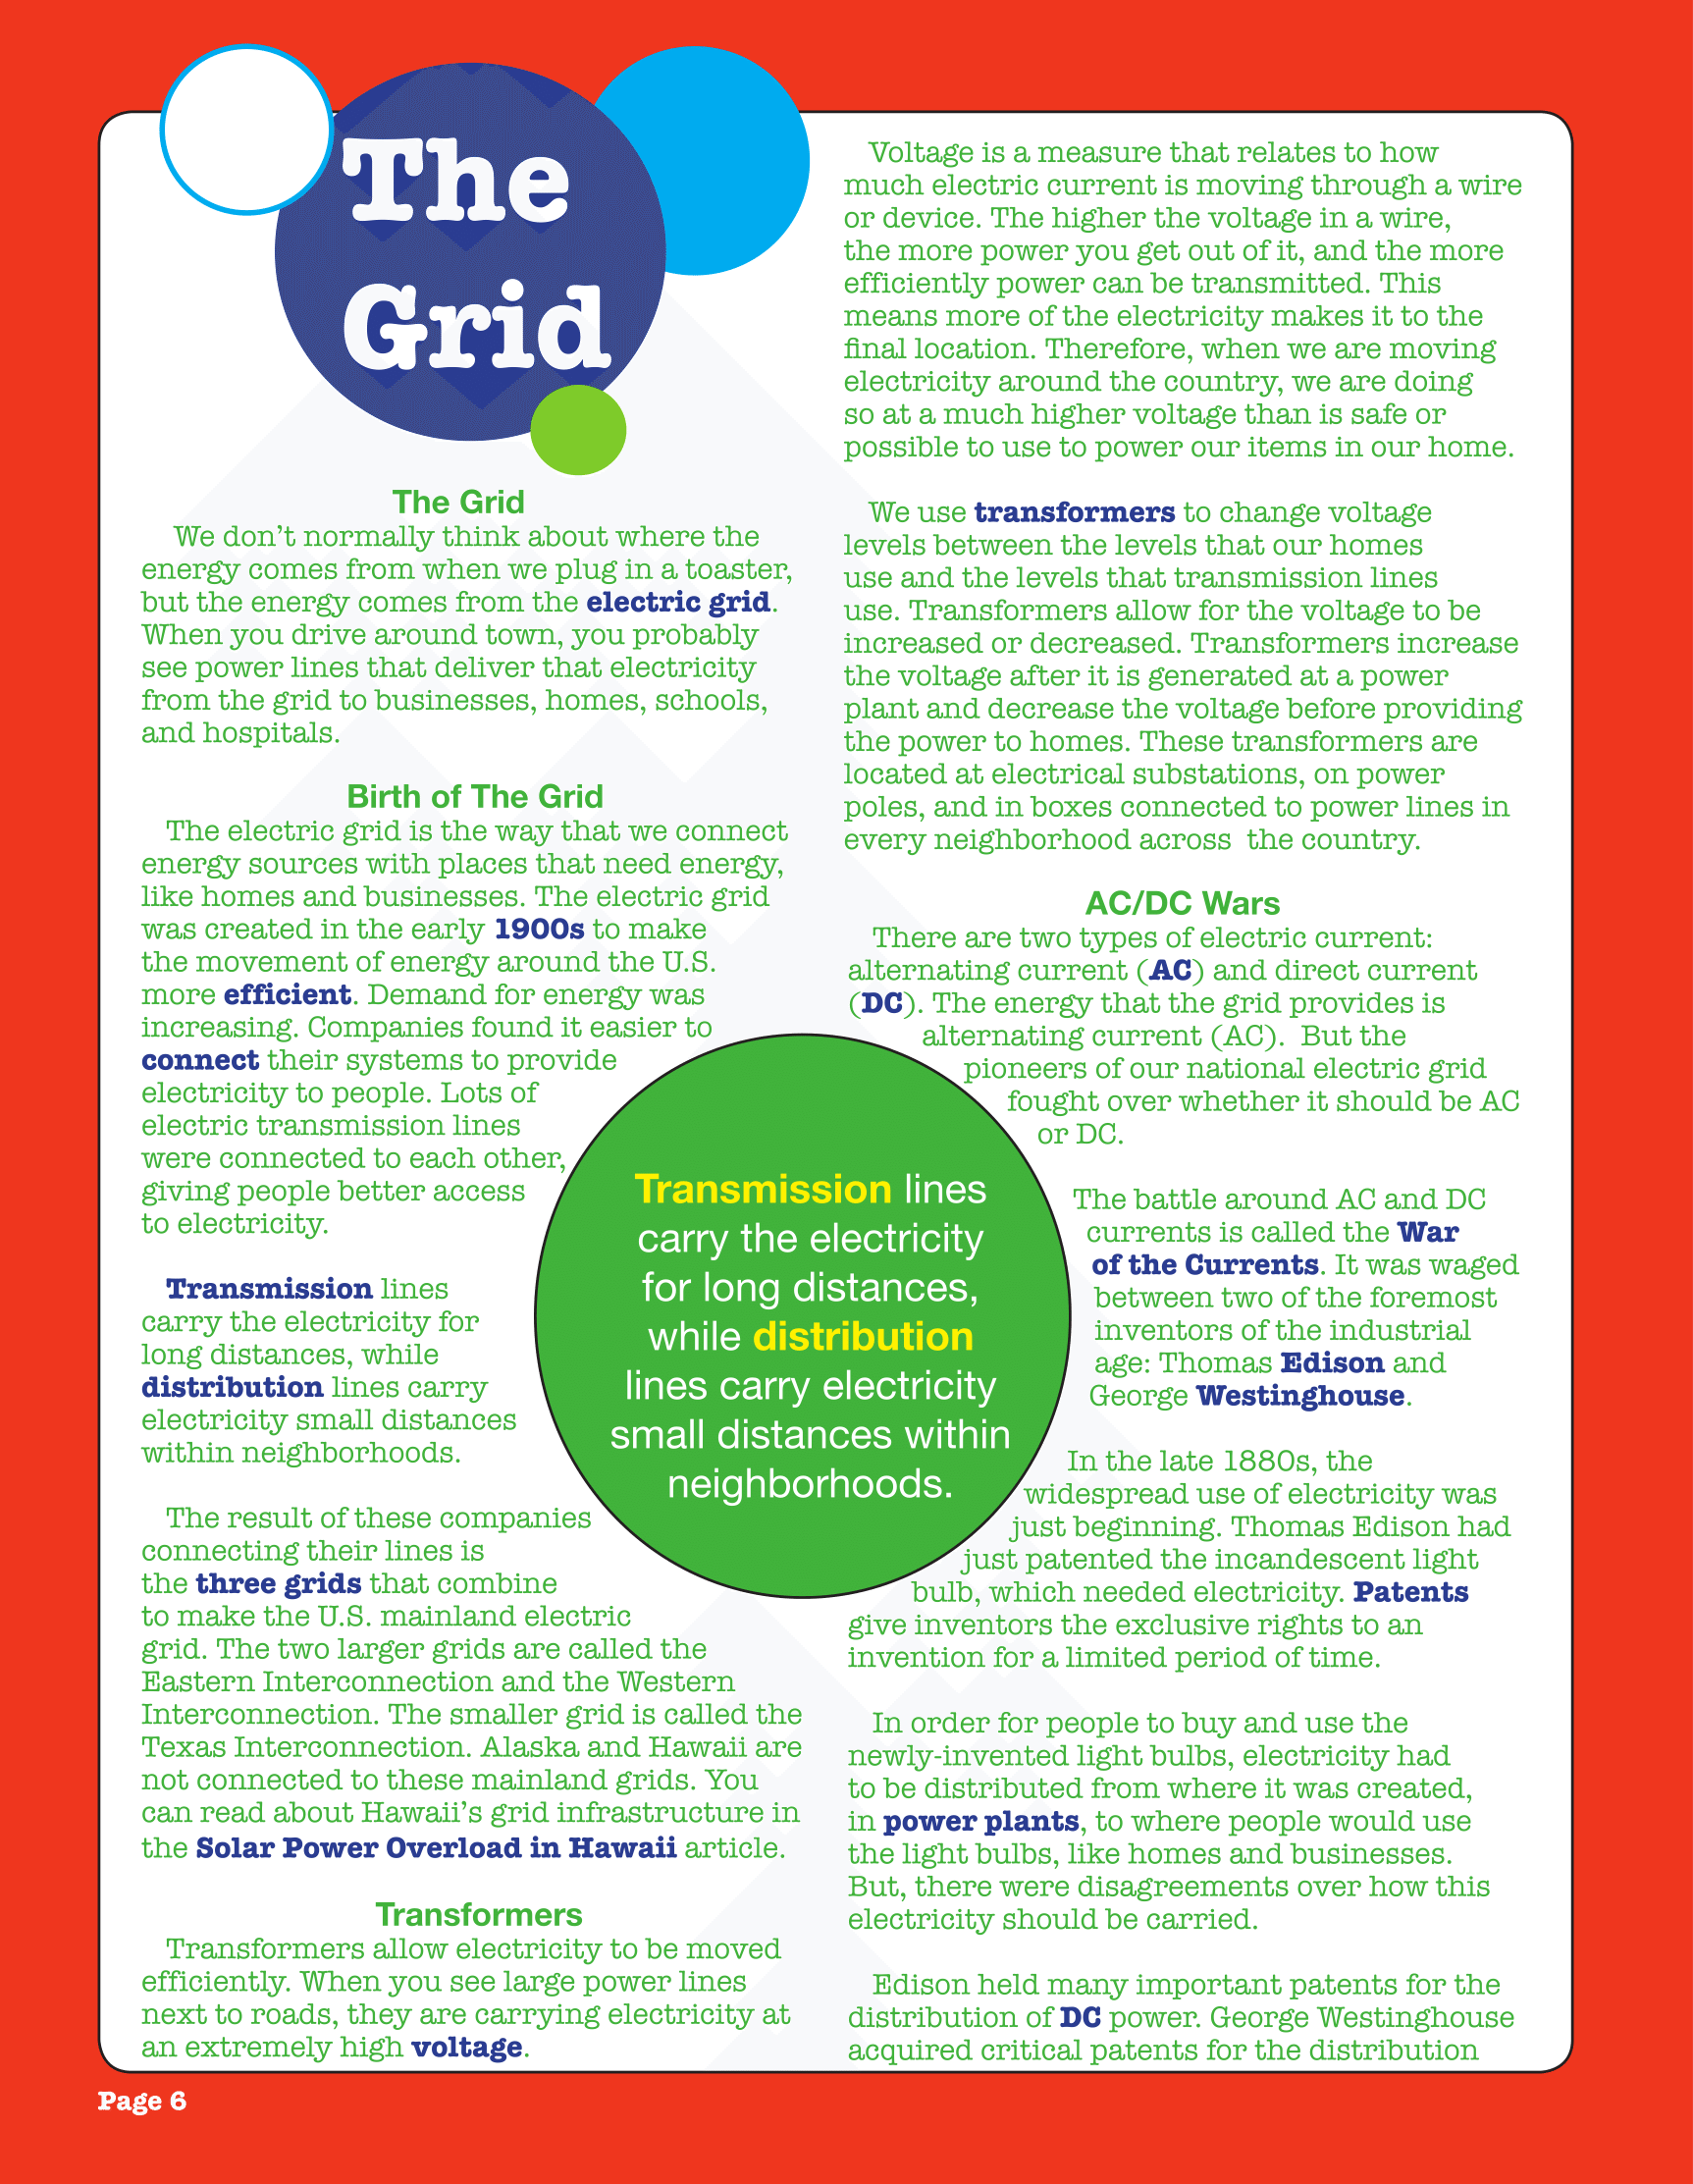 The
Grid
The Grid
We don’t normally think about where the
energy comes from when we plug in a toaster,
but the energy comes from the electric grid.
When you drive around town, you probably
see power lines that deliver that electricity
from the grid to businesses, homes, schools,
and hospitals.
Birth of The Grid
The electric grid is the way that we connect
energy sources with places that need energy,
like homes and businesses. The electric grid
was created in the early 1900s to make
the movement of energy around the U.S.
more efficient. Demand for energy was
increasing. Companies found it easier to
connect their systems to provide
electricity to people. Lots of
electric transmission lines
were connected to each other,
giving people better access
to electricity.
Transmission lines
carry the electricity for
long distances, while
distribution lines carry
electricity small distances
within neighborhoods.
The result of these companies
connecting their lines is
the three grids that combine
to make the U.S. mainland electric
grid. The two larger grids are called the
Eastern Interconnection and the Western
Interconnection. The smaller grid is called the
Texas Interconnection. Alaska and Hawaii are
not connected to these mainland grids. You
can read about Hawaii’s grid infrastructure in
the Solar Power Overload in Hawaii article.
Transformers
Transformers allow electricity to be moved
efficiently. When you see large power lines
next to roads, they are carrying electricity at
an extremely high voltage.
Transmission lines
carry the electricity
for long distances,
while distribution
lines carry electricity
small distances within
neighborhoods.
Voltage is a measure that relates to how
much electric current is moving through a wire
or device. The higher the voltage in a wire,
the more power you get out of it, and the more
efficiently power can be transmitted. This
means more of the electricity makes it to the
final location. Therefore, when we are moving
electricity around the country, we are doing
so at a much higher voltage than is safe or
possible to use to power our items in our home.
We use transformers to change voltage
levels between the levels that our homes
use and the levels that transmission lines
use. Transformers allow for the voltage to be
increased or decreased. Transformers increase
the voltage after it is generated at a power
plant and decrease the voltage before providing
the power to homes. These transformers are
located at electrical substations, on power
poles, and in boxes connected to power lines in
every neighborhood across  the country.
AC/DC Wars
There are two types of electric current:
alternating current (AC) and direct current
(DC). The energy that the grid provides is
alternating current (AC).  But the
pioneers of our national electric grid
fought over whether it should be AC
or DC.
The battle around AC and DC
currents is called the War
of the Currents. It was waged
between two of the foremost
inventors of the industrial
age: Thomas Edison and
George Westinghouse.
In the late 1880s, the
widespread use of electricity was
just beginning. Thomas Edison had
just patented the incandescent light
bulb, which needed electricity. Patents
give inventors the exclusive rights to an
invention for a limited period of time.
In order for people to buy and use the
newly-invented light bulbs, electricity had
to be distributed from where it was created,
in power plants, to where people would use
the light bulbs, like homes and businesses.
But, there were disagreements over how this
electricity should be carried.
Edison held many important patents for the
distribution of DC power. George Westinghouse
acquired critical patents for the distribution
Page 6